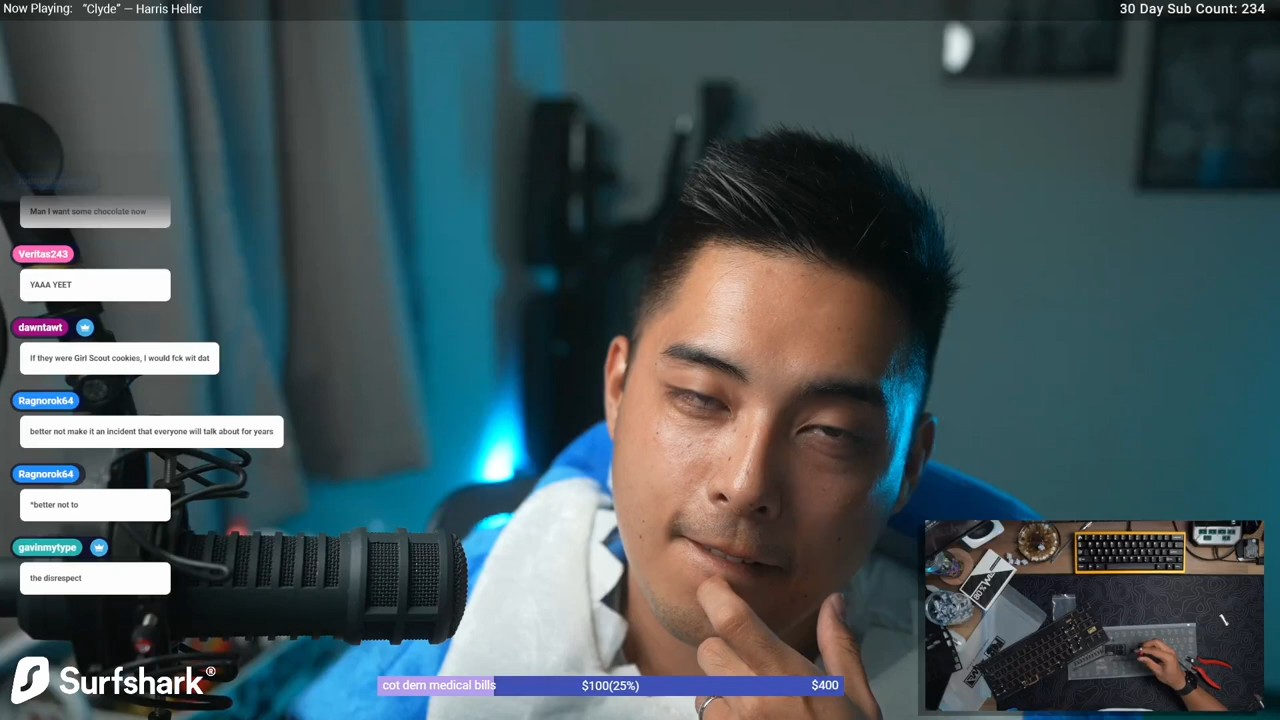 Now Playing: “Clyde” — Harris Heller
30 Day Sub Count: 234
Man I want some chocolate now
Veritas243
YAAA YEET
dawntawt
If they were Girl Scout cookies, I would fck wit dat
Ragnorok64
better not make it an incident that everyone will talk about for years
Ragnorok64
*better not to
gavinmytype
the disrespect
Surfshark®
cot dem medical bills
$100(25%)
$400